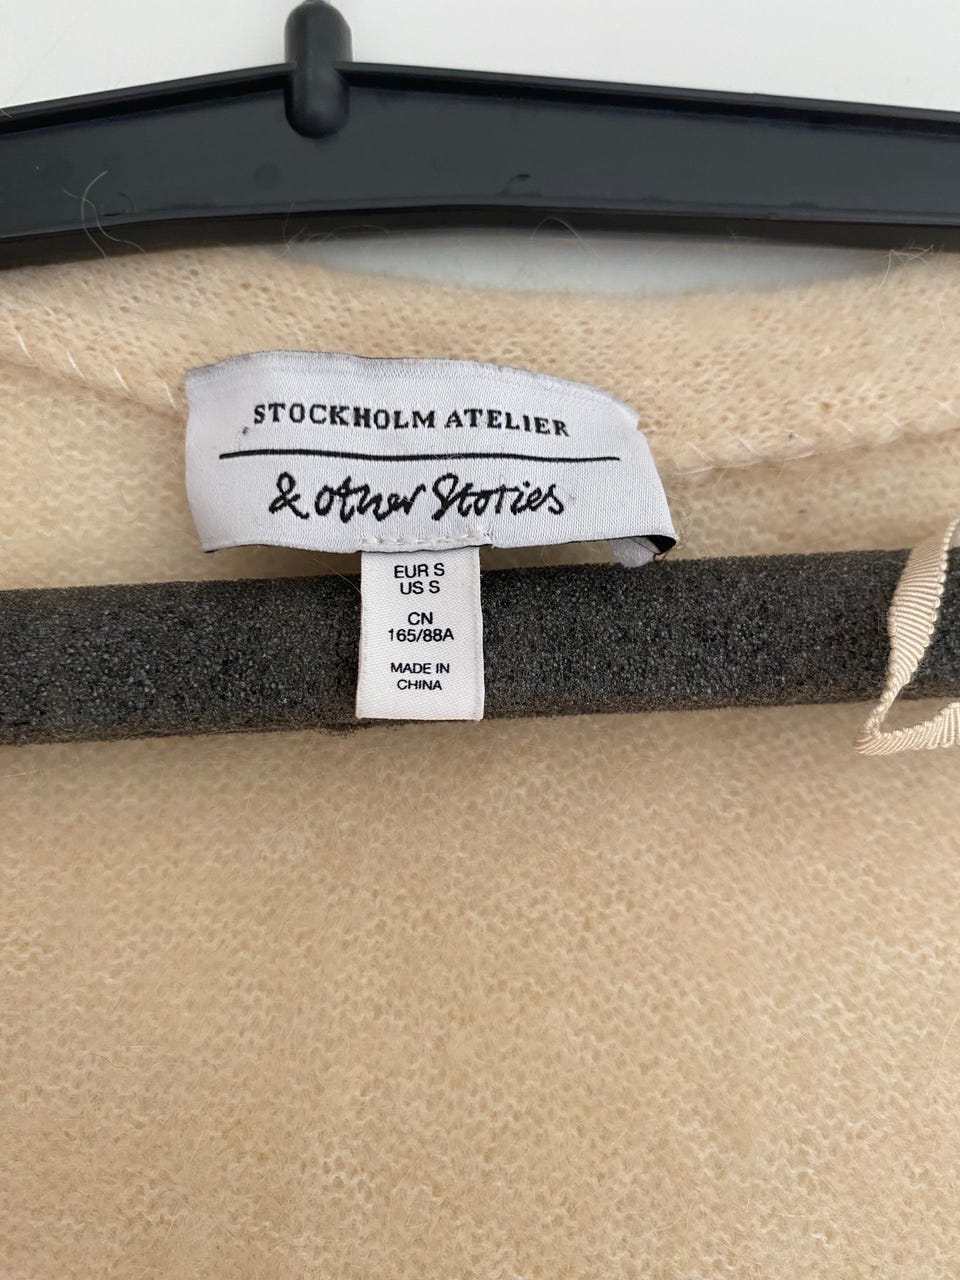 STOCKHOLM ATELIER
& other Stories
EUR S
US S
CN
165/88A
MADE IN
CHINA